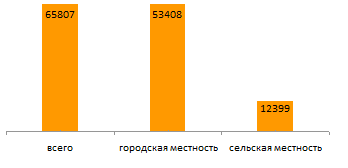 65807 53408 12399
всего городская местность сельская местность